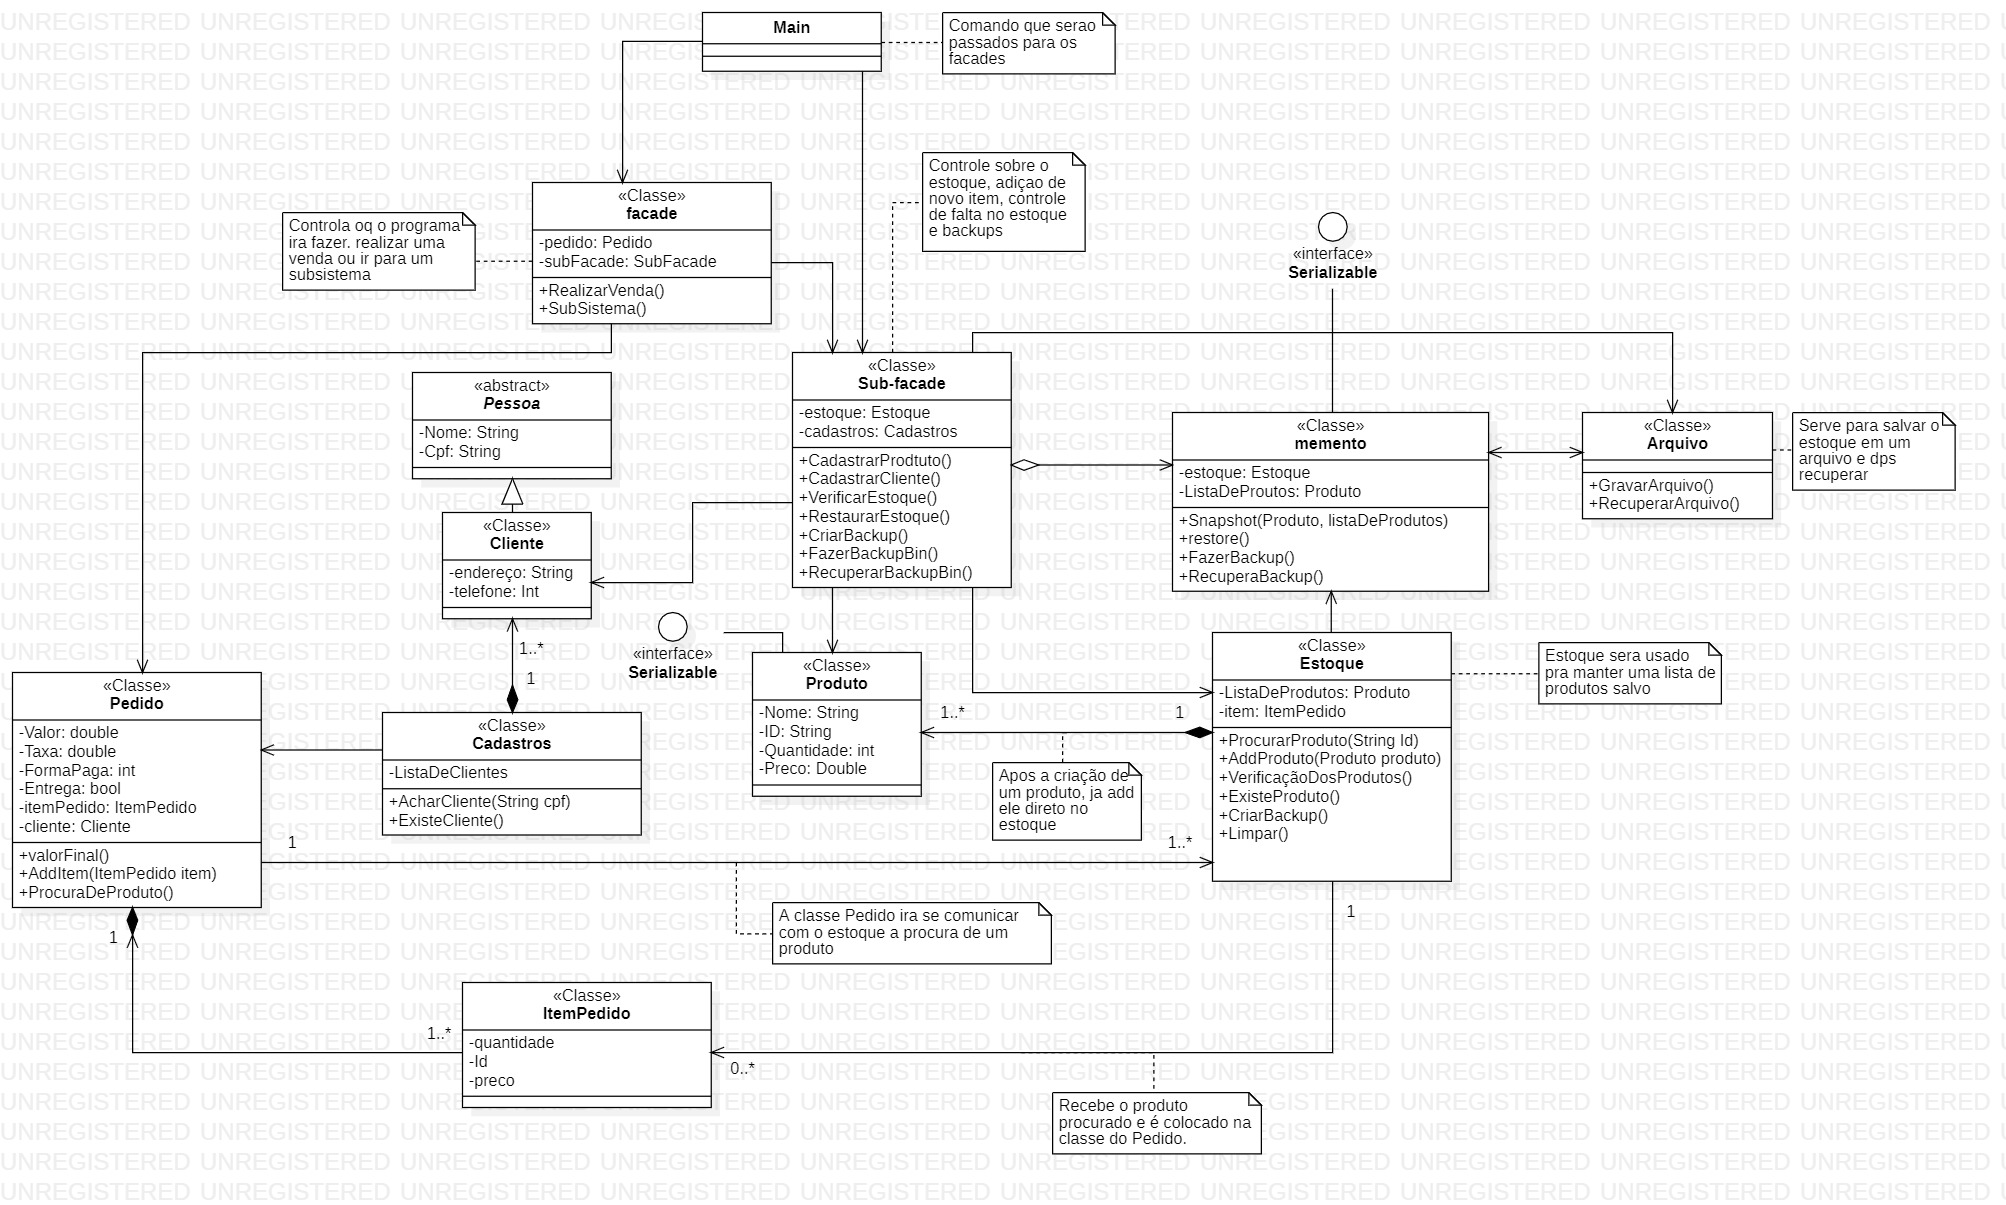 Main
Comando que serao
passados para os
facades
Controle sobre o
estoque, adiçao de
novo item, controle
de falta no estoque
e backups
«Classe»
facade
-pedido: Pedido
-subFacade: SubFacade
+RealizarVenda()
+SubSistema()
Controla oq o programa
ira fazer. realizar uma
venda ou ir para um
subsistema
«interface»
Serializable
«Classe»
Sub-facade
-estoque: Estoque
-cadastros: Cadastros
+CadastrarProdtuto()
+CadastrarCliente()
+VerificarEstoque()
+RestaurarEstoque()
+CriarBackup()
+FazerBackupBin()
+RecuperarBackupBin()
«abstract»
Pessoa
-Nome: String
-Cpf: String
«Classe»
memento
-estoque: Estoque
-ListaDeProutos: Produto
+Snapshot(Produto, listaDeProdutos)
+restore()
+FazerBackup()
+RecuperaBackup()
«Classe»
Arquivo
+GravarArquivo()
+RecuperarArquivo()
Serve para salvar o
estoque em um
arquivo e dps
recuperar
«Classe»
Cliente
-endereço: String
-telefone: Int
1..*
1
«interface»
Serializable
«Classe»
Produto
-Nome: String
-ID: String
-Quantidade: int
-Preco: Double
1..*
1
«Classe»
Estoque
-ListaDeProdutos: Produto
-item: ItemPedido
+ProcurarProduto(String Id)
+AddProduto(Produto produto)
+VerificaçãoDosProdutos()
+ExisteProduto()
+CriarBackup()
+Limpar()
Estoque sera usado
pra manter uma lista de
produtos salvo
«Classe»
Pedido
-Valor: double
-Taxa: double
-FormaPaga: int
-Entrega: bool
-itemPedido: ItemPedido
-cliente: Cliente
+valorFinal()
+AddItem(ItemPedido item)
+ProcuraDeProduto()
«Classe»
Cadastros
-ListaDeClientes
+AcharCliente(String cpf)
+ExisteCliente()
Apos a criação de
um produto, ja add
ele direto no
estoque
1
1..*
A classe Pedido ira se comunicar
com o estoque a procura de um
produto
1
1
«Classe»
ItemPedido
-quantidade
-Id
-preco
1..*
0..*
Recebe o produto
procurado e é colocado na
classe do Pedido.
UNREGISTERED